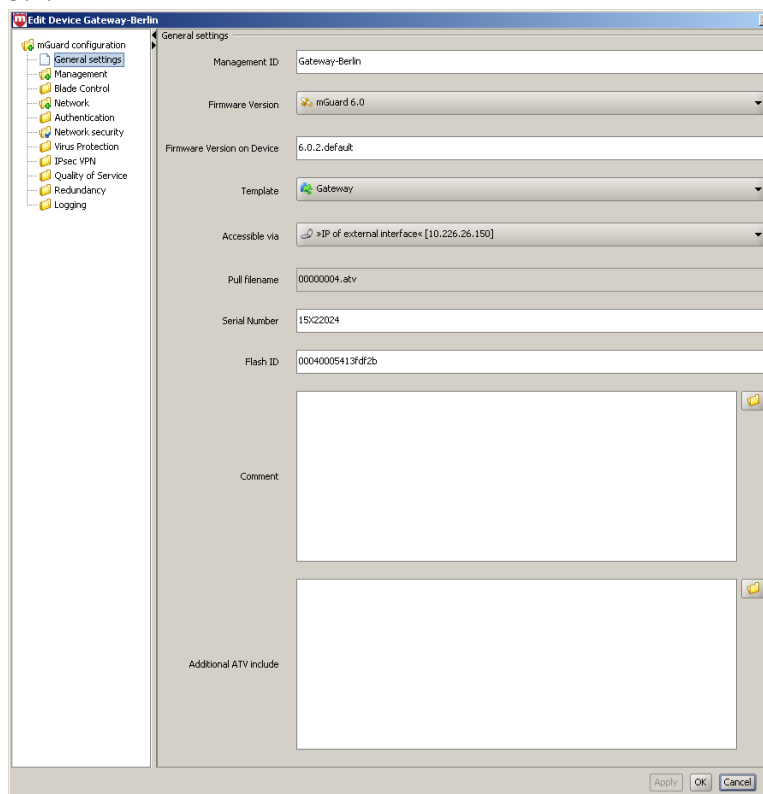 Edit Device Gateway-Berlin
mGuard configuration
General settings
Management
Blade Control
Network
Authentication
Network security
Virus Protection
IPsec VPN
Quality of Service
Redundancy
Logging
General settings
Management ID
Gateway-Berlin
Firmware Version
mGuard 6.0
Firmware Version on Device
6.0.2.default
Template
Gateway
Accessible via
»IP of external interface« [10.226.26.150]
Pull filename
00000004.atv
Serial Number
15X22024
Flash ID
00040005413fdf2b
Comment
Additional ATV include
Apply
OK
Cancel